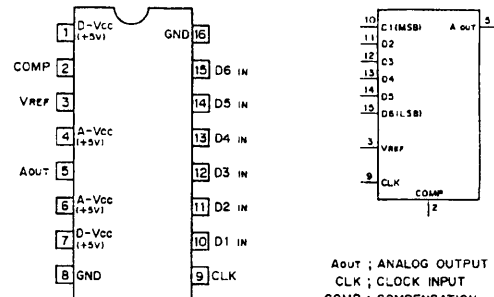 1 D-Vcc (+5V)
GND 16
COMP 2
15 D6 IN
VREF 3
14 D5 IN
4 A-Vcc (+5V)
13 D4 IN
AOUT 5
12 D3 IN
6 A-Vcc (+5V)
11 D2 IN
7 D-Vcc (+5V)
10 D1 IN
8 GND
9 CLK
10 C1(MSB)
A OUT 5
11 D2
12 C3
13 D4
14 D5
15 D6(LSB)
3 VREF
9 CLK
COMP
2
AOUT ; ANALOG OUTPUT
CLK ; CLOCK INPUT
COMP ; COMPENSATION